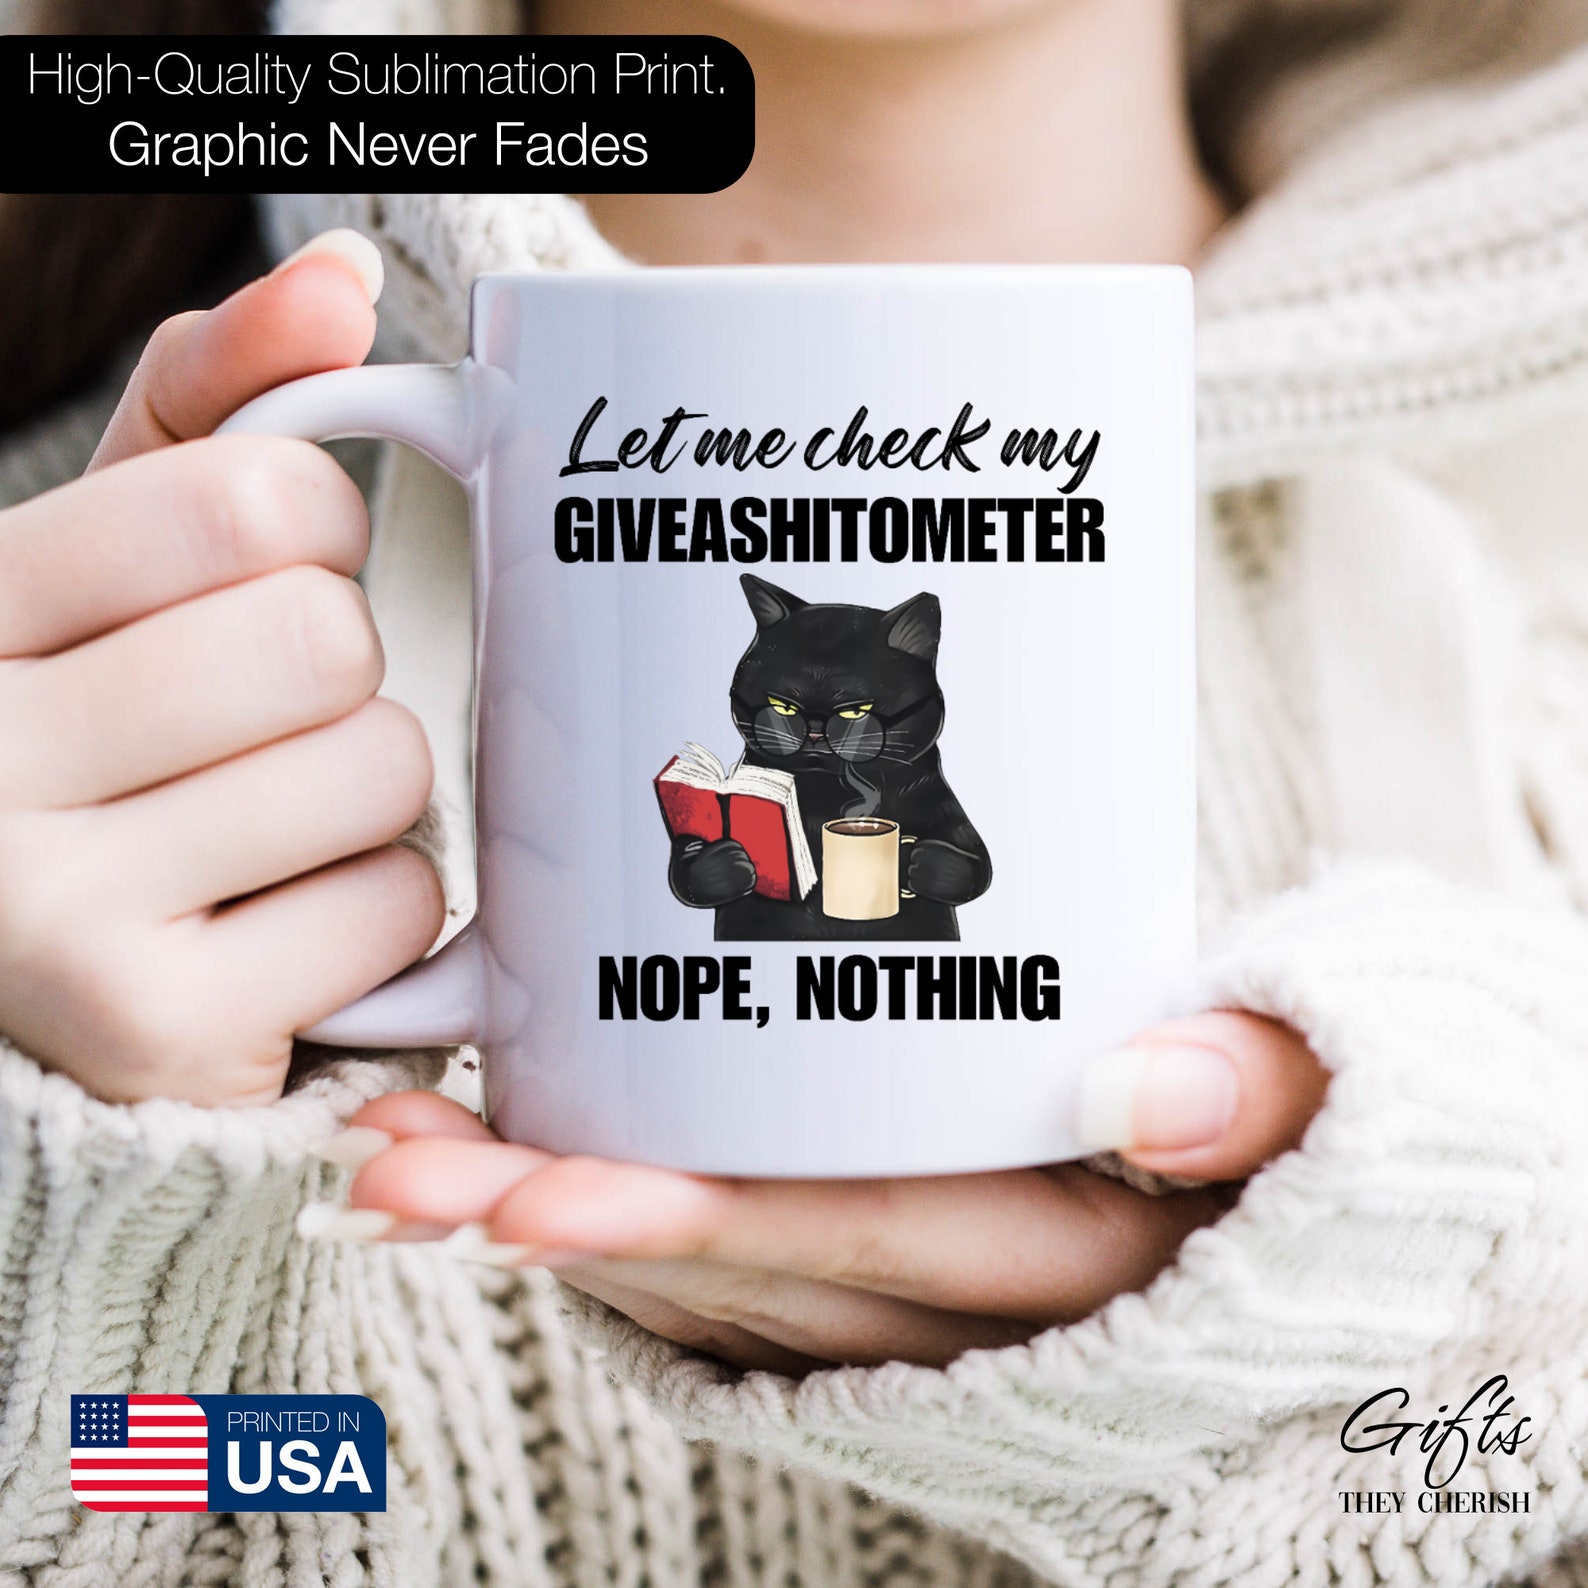 High-Quality Sublimation Print.
Graphic Never Fades
Let me check my
GIVEASHITOMETER
NOPE, NOTHING
PRINTED IN
USA
Gifts
THEY CHERISH